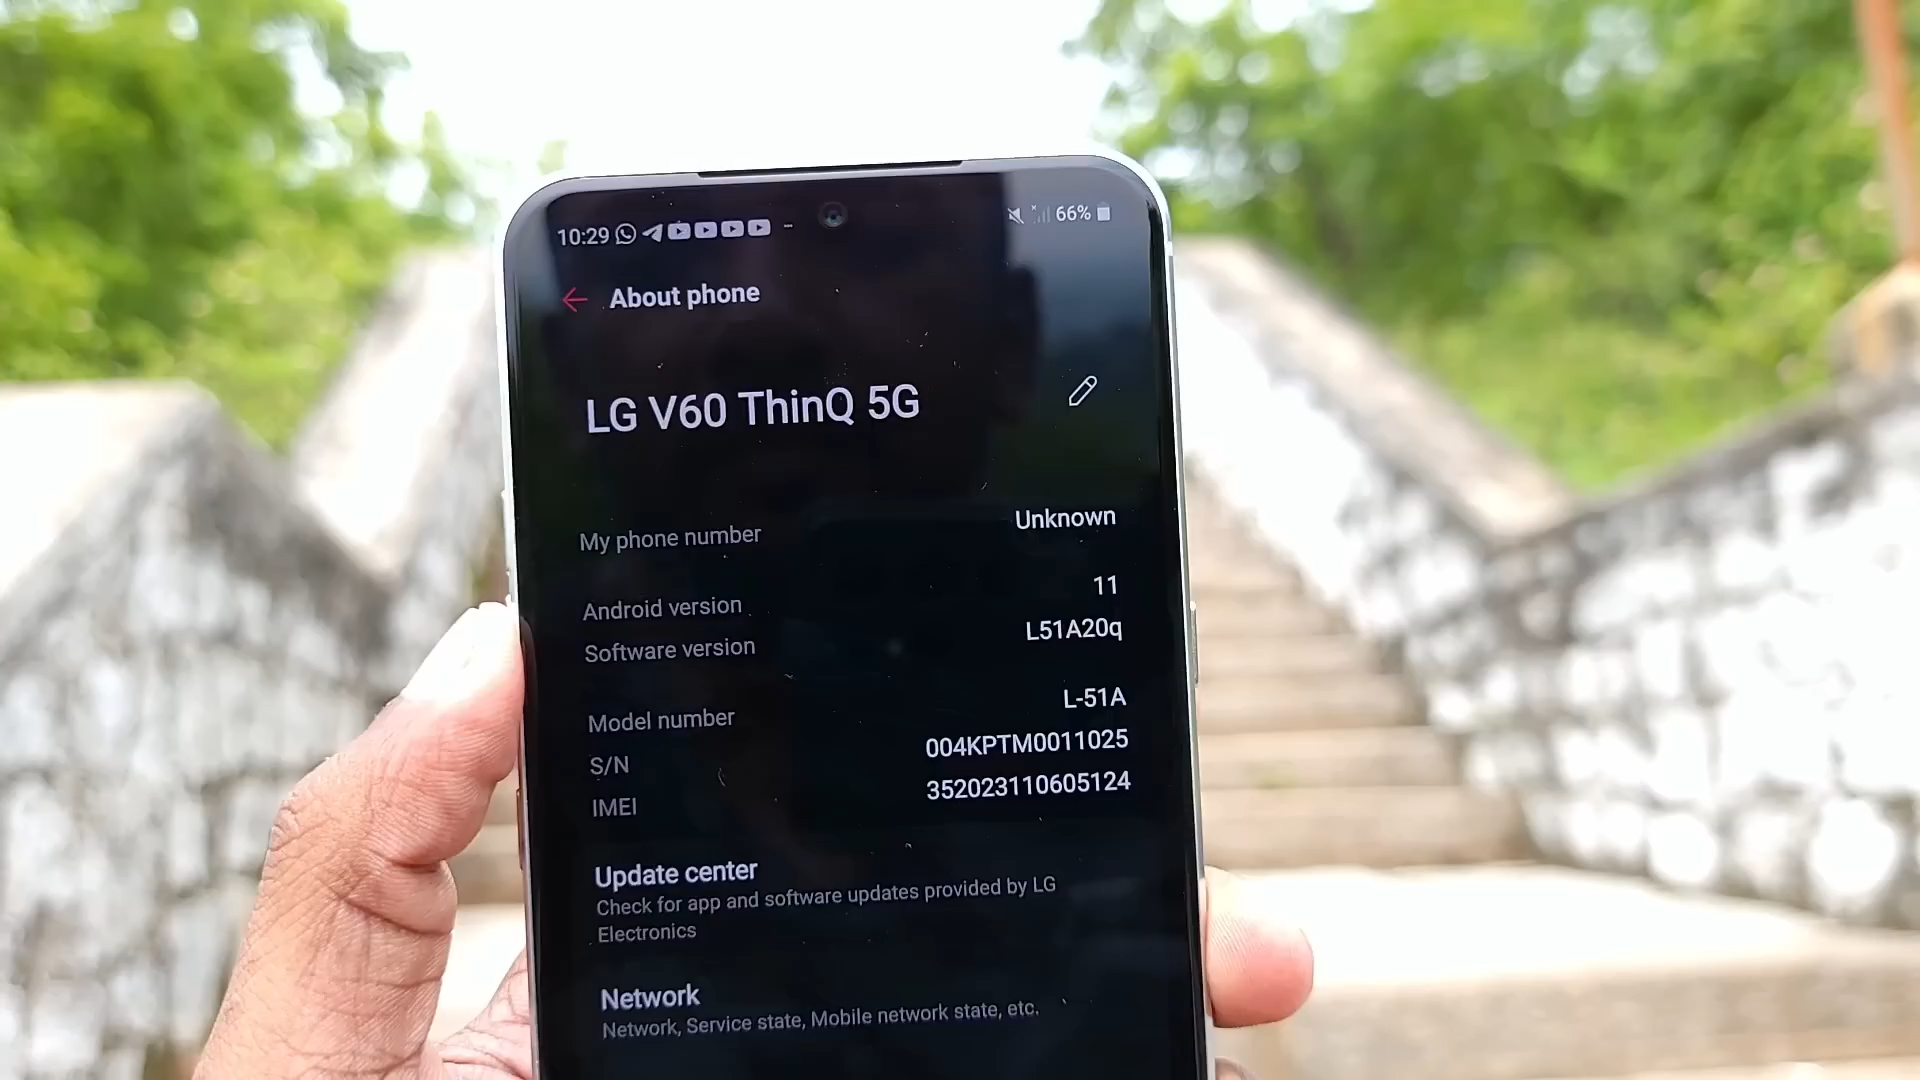 10:29
66%
About phone
LG V60 ThinQ 5G
My phone number Unknown
Android version 11
Software version L51A20q
Model number L-51A
S/N 004KPTM0011025
IMEI 352023110605124
Update center
Check for app and software updates provided by LG
Electronics
Network
Network, Service state, Mobile network state, etc.